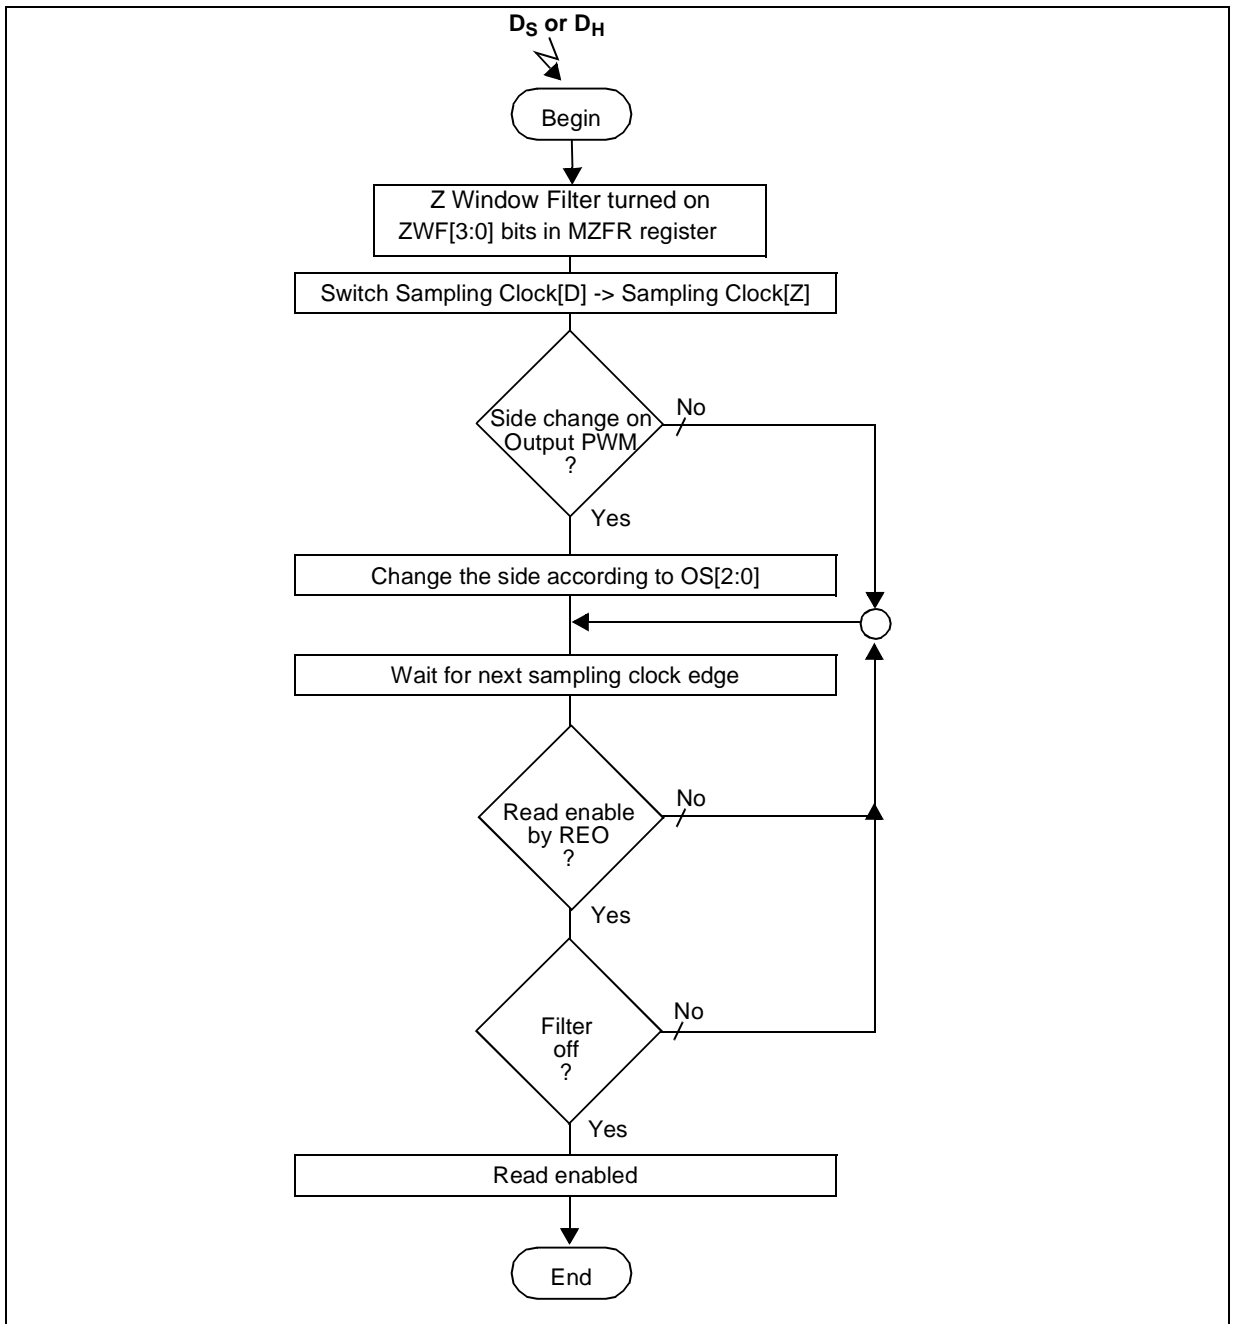 DS or DH
Begin
Z Window Filter turned on
ZWF[3:0] bits in MZFR register
Switch Sampling Clock[D] -> Sampling Clock[Z]
Side change on
Output PWM
?
No
Yes
Change the side according to OS[2:0]
Wait for next sampling clock edge
Read enable
by REO
?
No
Yes
Filter
off
?
No
Yes
Read enabled
End